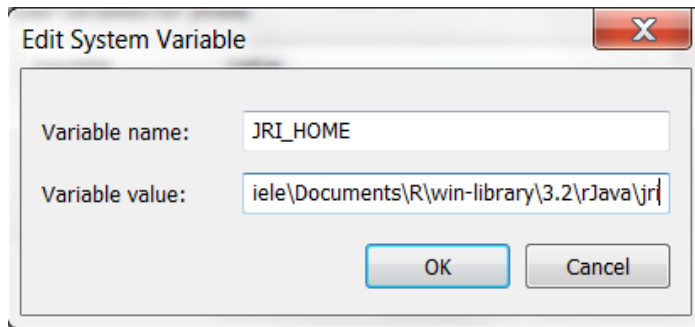 Edit System Variable
Variable name: JRI_HOME
Variable value: iele\Documents\R\win-library\3.2\rJava\jri
OK Cancel